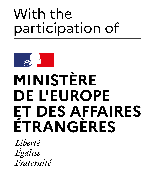 With the
participation of
MINISTÈRE
DE L'EUROPE
ET DES AFFAIRES
ÉTRANGÈRES
Liberté
Égalité
Fraternité